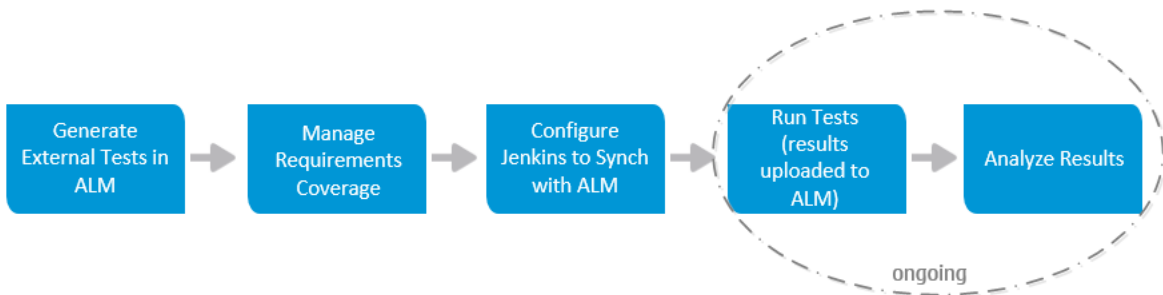 Generate
External Tests in
ALM
Manage
Requirements
Coverage
Configure
Jenkins to Synch
with ALM
Run Tests
(results
uploaded to
ALM)
Analyze Results
ongoing